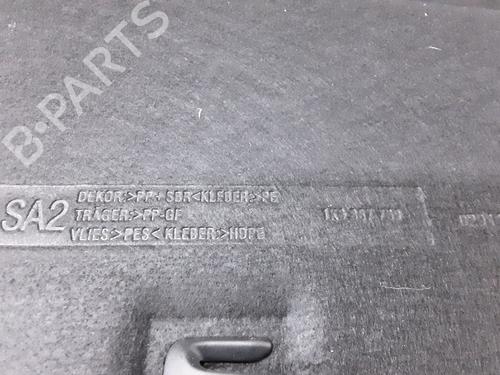 B-PARTS
SA2
DEKOR:>PP+SBR<KLEBER:>PE
TRÄGER:>PP-GF
VLIES:>PES<KLEBER:>HDPE